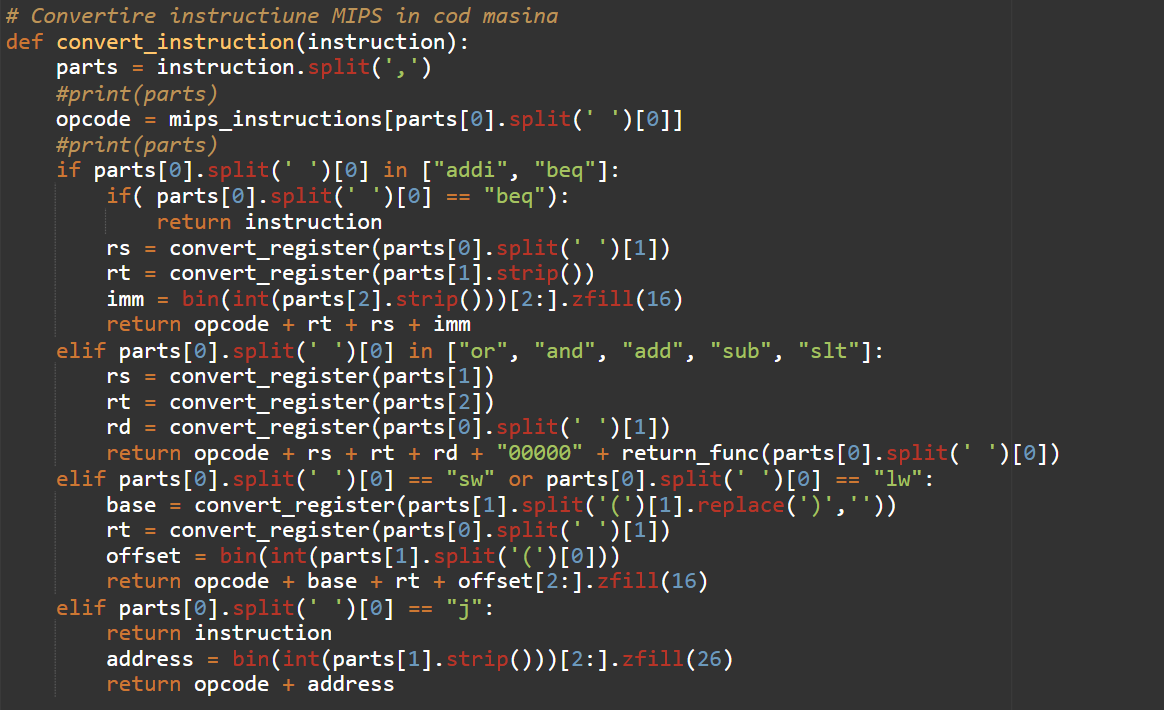 # Convertire instructiune MIPS in cod masina
def convert_instruction(instruction):
    parts = instruction.split(',')
    #print(parts)
    opcode = mips_instructions[parts[0].split(' ')[0]]
    #print(parts)
    if parts[0].split(' ')[0] in ["addi", "beq"]:
        if( parts[0].split(' ')[0] == "beq"):
            return instruction
        rs = convert_register(parts[0].split(' ')[1])
        rt = convert_register(parts[1].strip())
        imm = bin(int(parts[2].strip()))[2:].zfill(16)
        return opcode + rt + rs + imm
    elif parts[0].split(' ')[0] in ["or", "and", "add", "sub", "slt"]:
        rs = convert_register(parts[1])
        rt = convert_register(parts[2])
        rd = convert_register(parts[0].split(' ')[1])
        return opcode + rs + rt + rd + "00000" + return_func(parts[0].split(' ')[0])
    elif parts[0].split(' ')[0] == "sw" or parts[0].split(' ')[0] == "lw":
        base = convert_register(parts[1].split('(')[1].replace(')',''))
        rt = convert_register(parts[0].split(' ')[1])
        offset = bin(int(parts[1].split('(')[0]))
        return opcode + base + rt + offset[2:].zfill(16)
    elif parts[0].split(' ')[0] == "j":
        return instruction
        address = bin(int(parts[1].strip()))[2:].zfill(26)
        return opcode + address